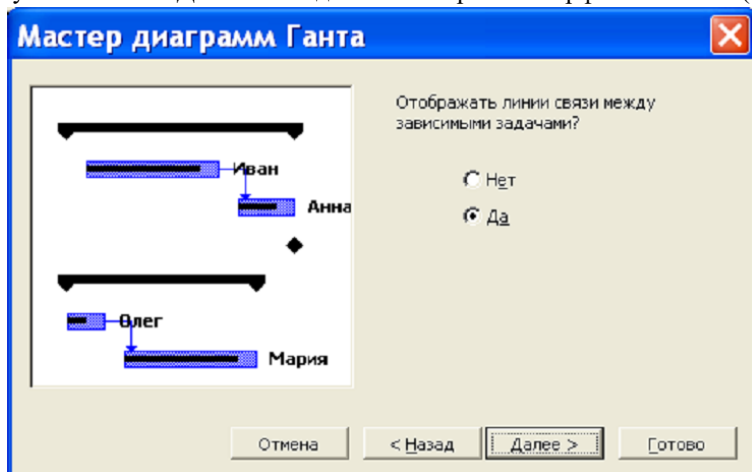 Мастер диаграмм Ганта
Отображать линии связи между
зависимыми задачами?
Нет
Да
Иван
Анна
Олег
Мария
Отмена
< Назад
Далее >
Готово